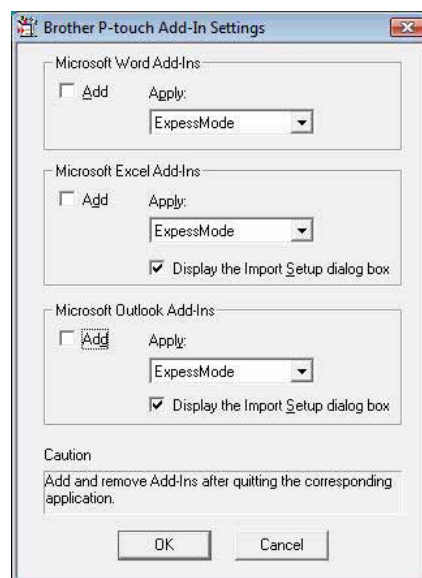 Brother P-touch Add-In Settings
Microsoft Word Add-Ins
Add Apply:
ExpessMode
Microsoft Excel Add-Ins
Add Apply:
ExpessMode
Display the Import Setup dialog box
Microsoft Outlook Add-Ins
Add Apply:
ExpessMode
Display the Import Setup dialog box
Caution
Add and remove Add-Ins after quitting the corresponding
application.
OK Cancel